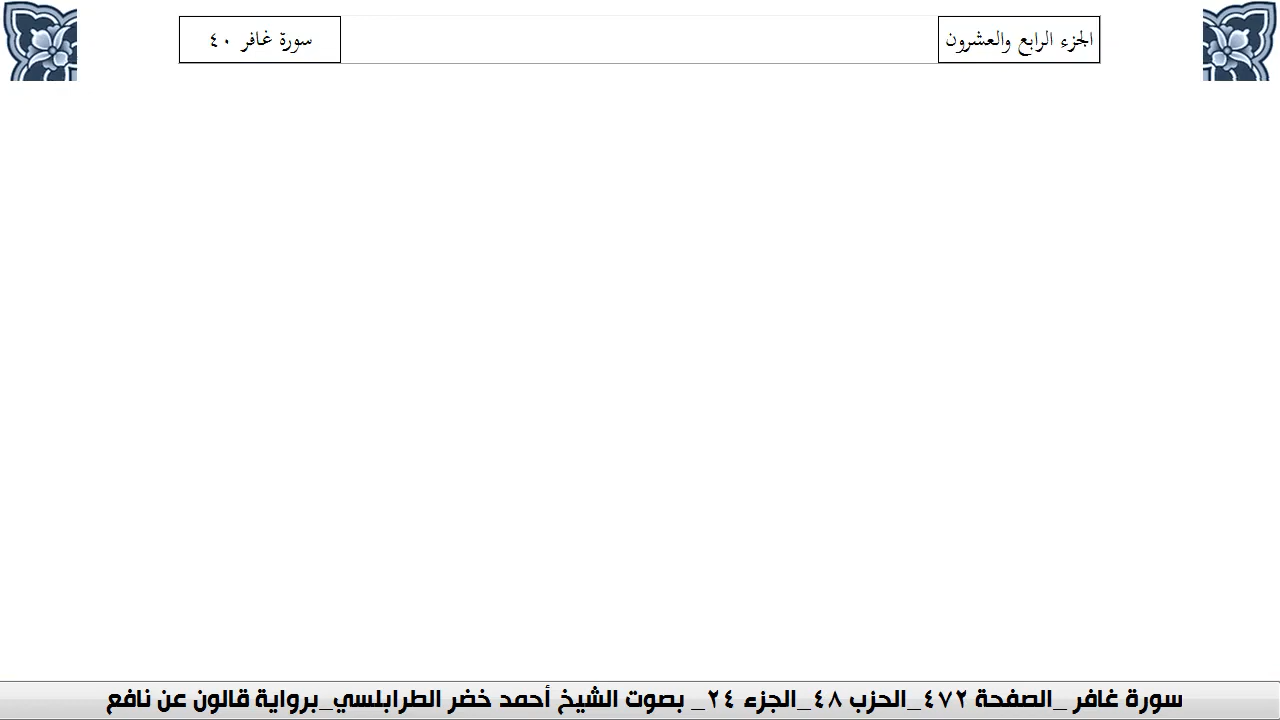 الجزء الرابع والعشرون
سورة غافر ٤٠
سورة غافر _الصفحة ٤٧٢_الحزب ٤٨_الجزء ٢٤_ بصوت الشيخ أحمد خضر الطرابلسي_برواية قالون عن نافع